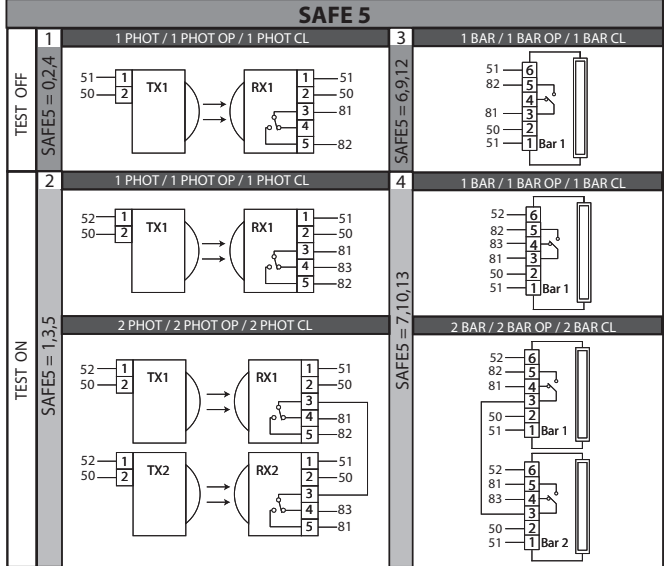 SAFE 5
TEST OFF
1
SAFE5 = 0,2,4
1 PHOT / 1 PHOT OP / 1 PHOT CL
51 1
50 2
TX1
RX1
1 51
2 50
3 81
4
5 82
3
SAFE5 = 6,9,12
1 BAR / 1 BAR OP / 1 BAR CL
51 6
82 5
4
81 3
50 2
51 1 Bar 1
TEST ON
2
SAFE5 = 1,3,5
1 PHOT / 1 PHOT OP / 1 PHOT CL
52 1
50 2
TX1
RX1
1 51
2 50
3 81
4 83
5 82
2 PHOT / 2 PHOT OP / 2 PHOT CL
52 1
50 2
TX1
RX1
1 51
2 50
3
4 81
5 82
52 1
50 2
TX2
RX2
1 51
2 50
3
4 83
5 81
4
SAFE5 = 7,10,13
1 BAR / 1 BAR OP / 1 BAR CL
52 6
82 5
83 4
81 3
50 2
51 1 Bar 1
2 BAR / 2 BAR OP / 2 BAR CL
52 6
82 5
81 4
3
50 2
51 1 Bar 1
52 6
81 5
83 4
3
50 2
51 1 Bar 2